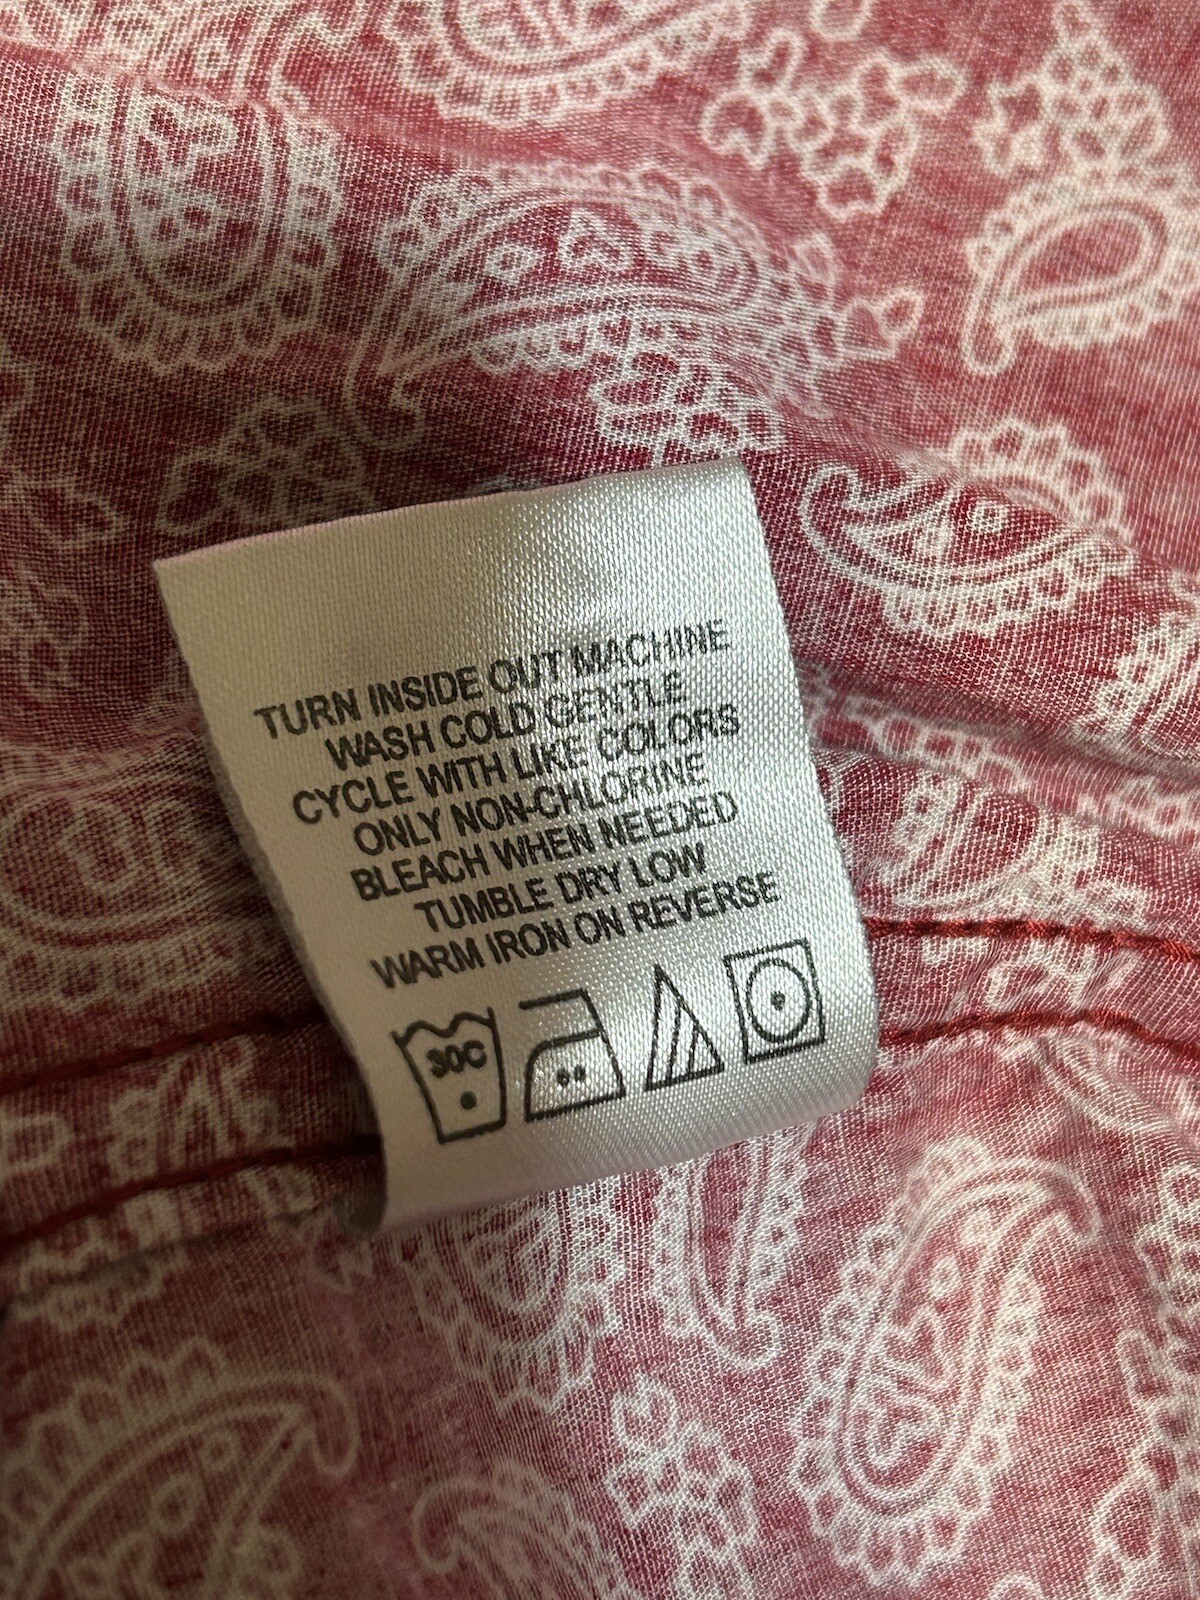 TURN INSIDE OUT MACHINE
WASH COLD GENTLE
CYCLE WITH LIKE COLORS
ONLY NON-CHLORINE
BLEACH WHEN NEEDED
TUMBLE DRY LOW
WARM IRON ON REVERSE
30C